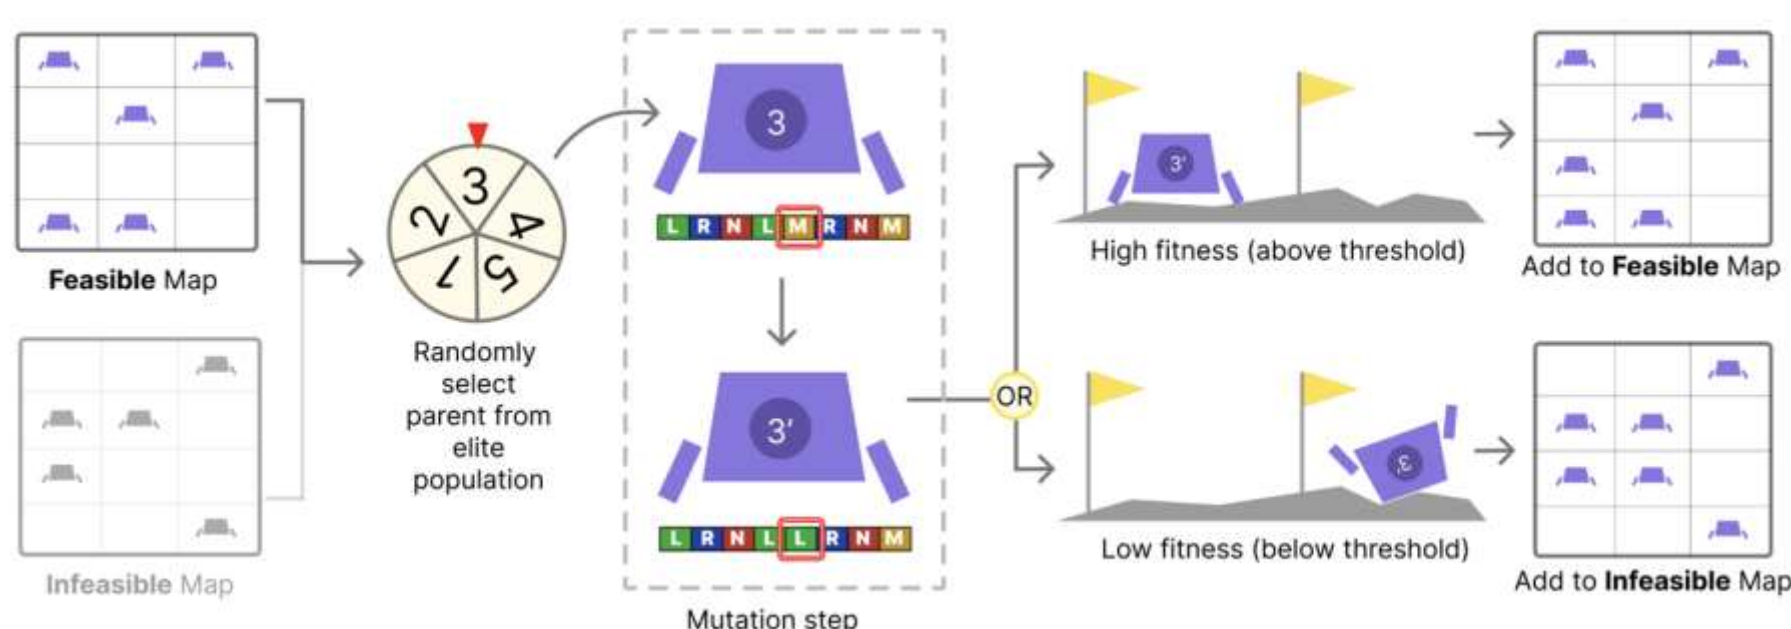 Feasible Map
Infeasible Map
2 3 4 5 7
Randomly
select
parent from
elite
population
3
L R N L M R N M
3′
L R N L L R N M
Mutation step
OR
3′
High fitness (above threshold)
3′
Low fitness (below threshold)
Add to Feasible Map
Add to Infeasible Map